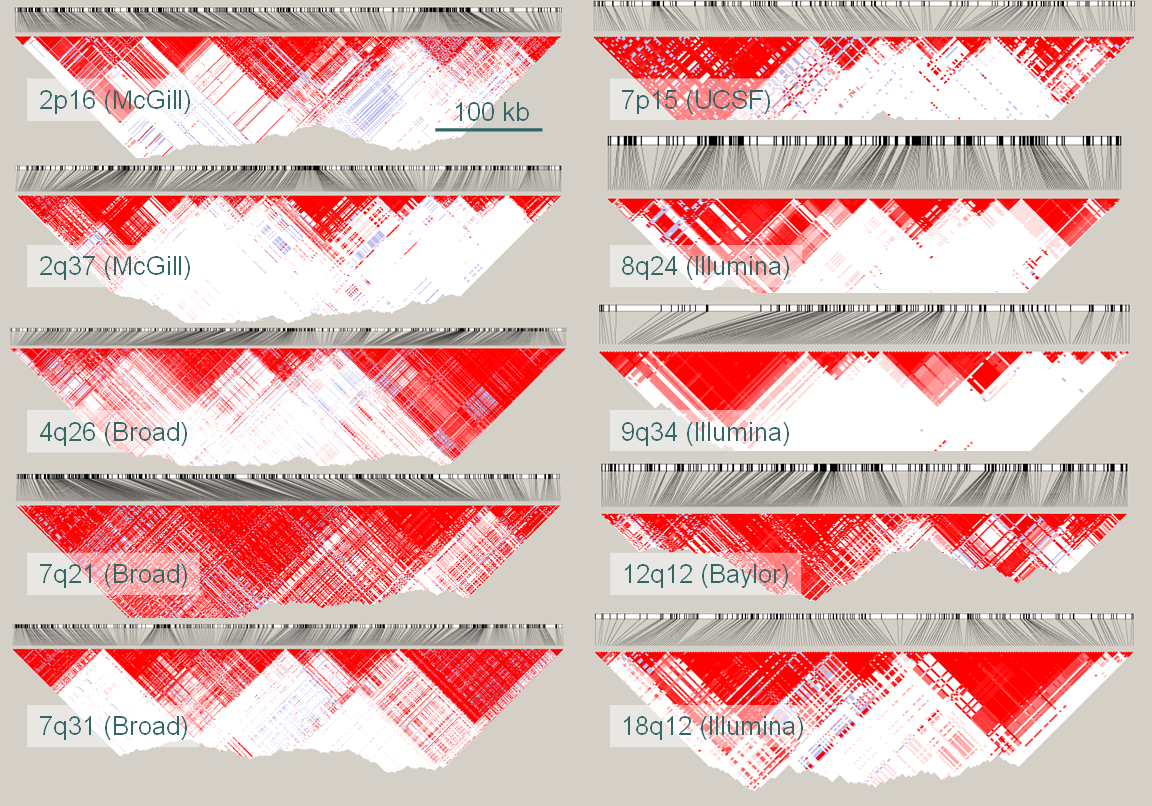 2p16 (McGill)
100 kb
2q37 (McGill)
4q26 (Broad)
7q21 (Broad)
7q31 (Broad)
7p15 (UCSF)
8q24 (Illumina)
9q34 (Illumina)
12q12 (Baylor)
18q12 (Illumina)